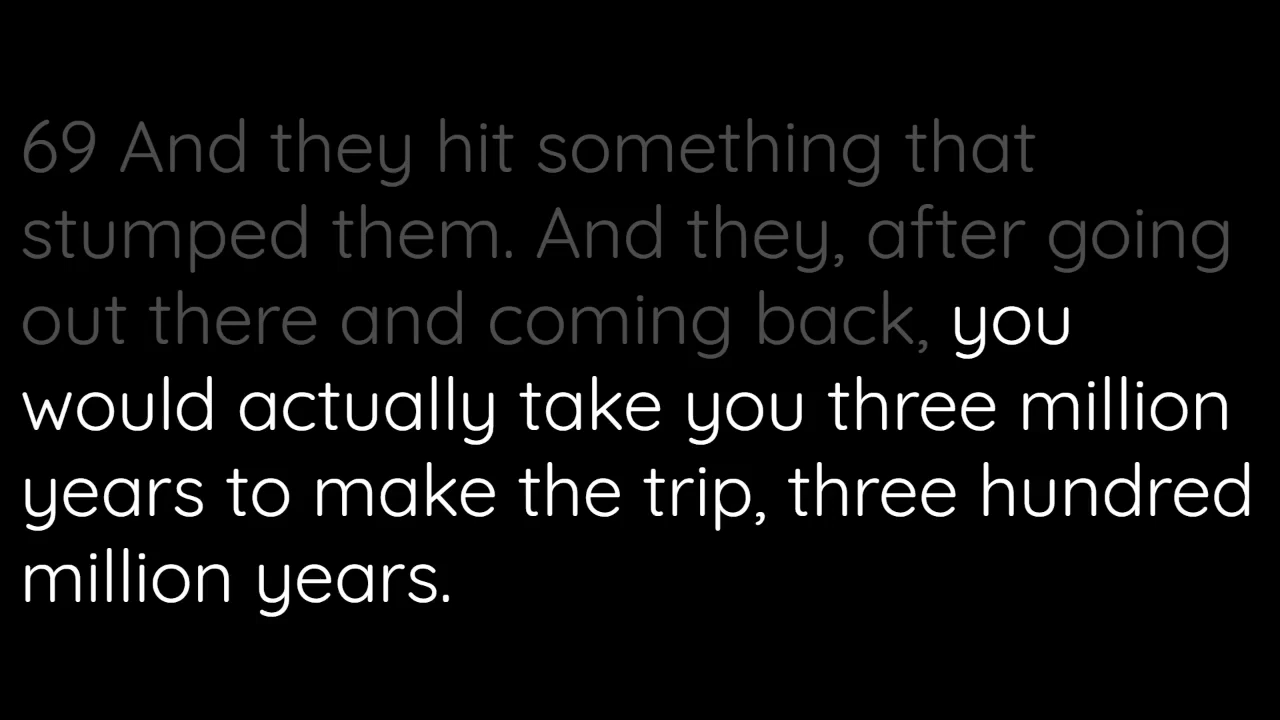 69 And they hit something that
stumped them. And they, after going
out there and coming back, you
would actually take you three million
years to make the trip, three hundred
million years.